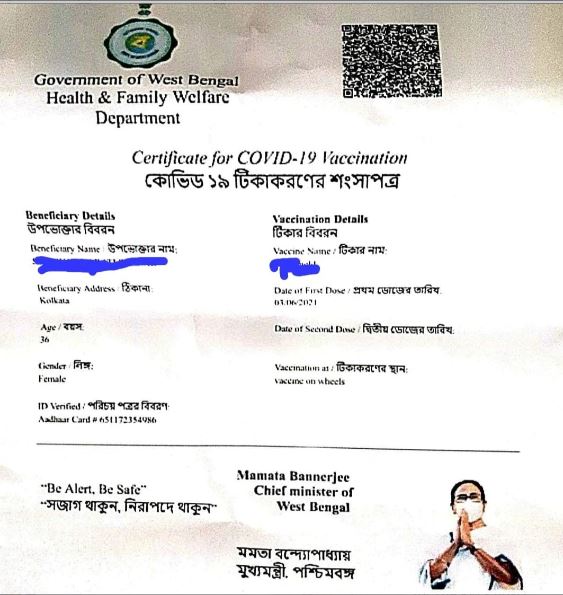 Government of West Bengal
Health & Family Welfare
Department
Certificate for COVID-19 Vaccination
কোভিড ১৯ টিকাকরণের শংসাপত্র
Beneficiary Details
উপভোক্তার বিবরন
Beneficiary Name / উপভোক্তার নাম:
Beneficiary Address / ঠিকানা:
Kolkata
Age / বয়স:
36
Gender / লিঙ্গ:
Female
ID Verified / পরিচয় পত্রের বিবরণ:
Aadhaar Card # 651172354986
Vaccination Details
টিকার বিবরন
Vaccine Name / টিকার নাম:
Date of First Dose / প্রথম ডোজের তারিখ:
03/06/2021
Date of Second Dose / দ্বিতীয় ডোজের তারিখ:
Vaccination at / টিকাকরণের স্থান:
vaccine on wheels
“Be Alert, Be Safe”
“সজাগ থাকুন, নিরাপদে থাকুন”
Mamata Bannerjee
Chief minister of
West Bengal
মমতা বন্দ্যোপাধ্যায়
মুখ্যমন্ত্রী, পশ্চিমবঙ্গ